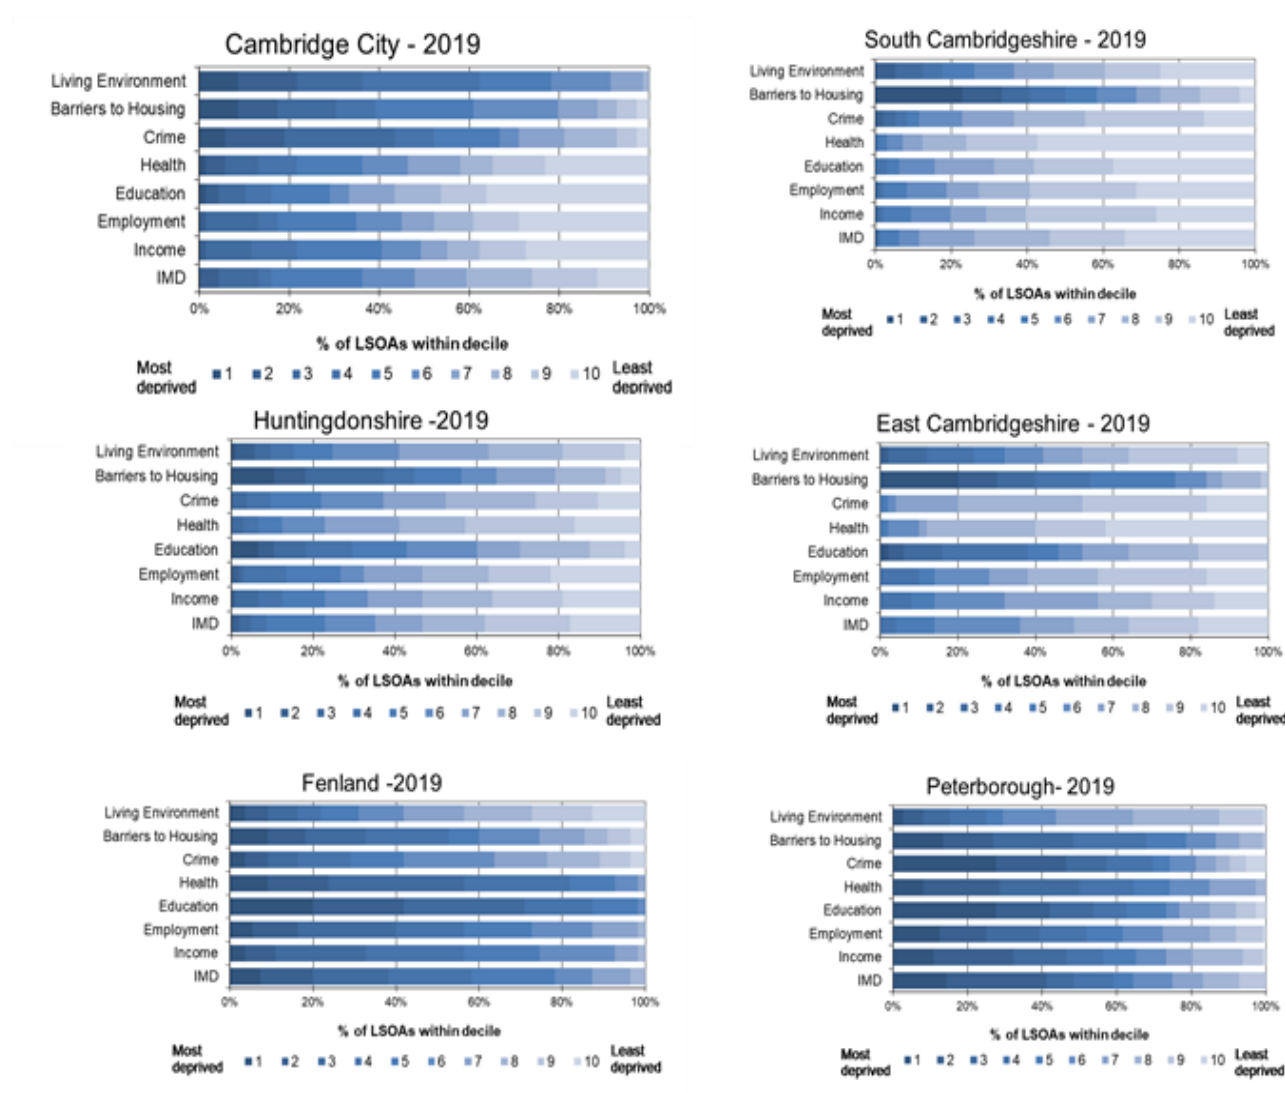 Cambridge City - 2019
Living Environment
Barriers to Housing
Crime
Health
Education
Employment
Income
IMD
0% 20% 40% 60% 80% 100%
% of LSOAs within decile
Most deprived 1 2 3 4 5 6 7 8 9 10 Least deprived
South Cambridgeshire - 2019
Living Environment
Barriers to Housing
Crime
Health
Education
Employment
Income
IMD
0% 20% 40% 60% 80% 100%
% of LSOAs within decile
Most deprived 1 2 3 4 5 6 7 8 9 10 Least deprived
Huntingdonshire -2019
Living Environment
Barriers to Housing
Crime
Health
Education
Employment
Income
IMD
0% 20% 40% 60% 80% 100%
% of LSOAs within decile
Most deprived 1 2 3 4 5 6 7 8 9 10 Least deprived
East Cambridgeshire - 2019
Living Environment
Barriers to Housing
Crime
Health
Education
Employment
Income
IMD
0% 20% 40% 60% 80% 100%
% of LSOAs within decile
Most deprived 1 2 3 4 5 6 7 8 9 10 Least deprived
Fenland -2019
Living Environment
Barriers to Housing
Crime
Health
Education
Employment
Income
IMD
0% 20% 40% 60% 80% 100%
% of LSOAs within decile
Most deprived 1 2 3 4 5 6 7 8 9 10 Least deprived
Peterborough- 2019
Living Environment
Barriers to Housing
Crime
Health
Education
Employment
Income
IMD
0% 20% 40% 60% 80% 100%
% of LSOAs within decile
Most deprived 1 2 3 4 5 6 7 8 9 10 Least deprived